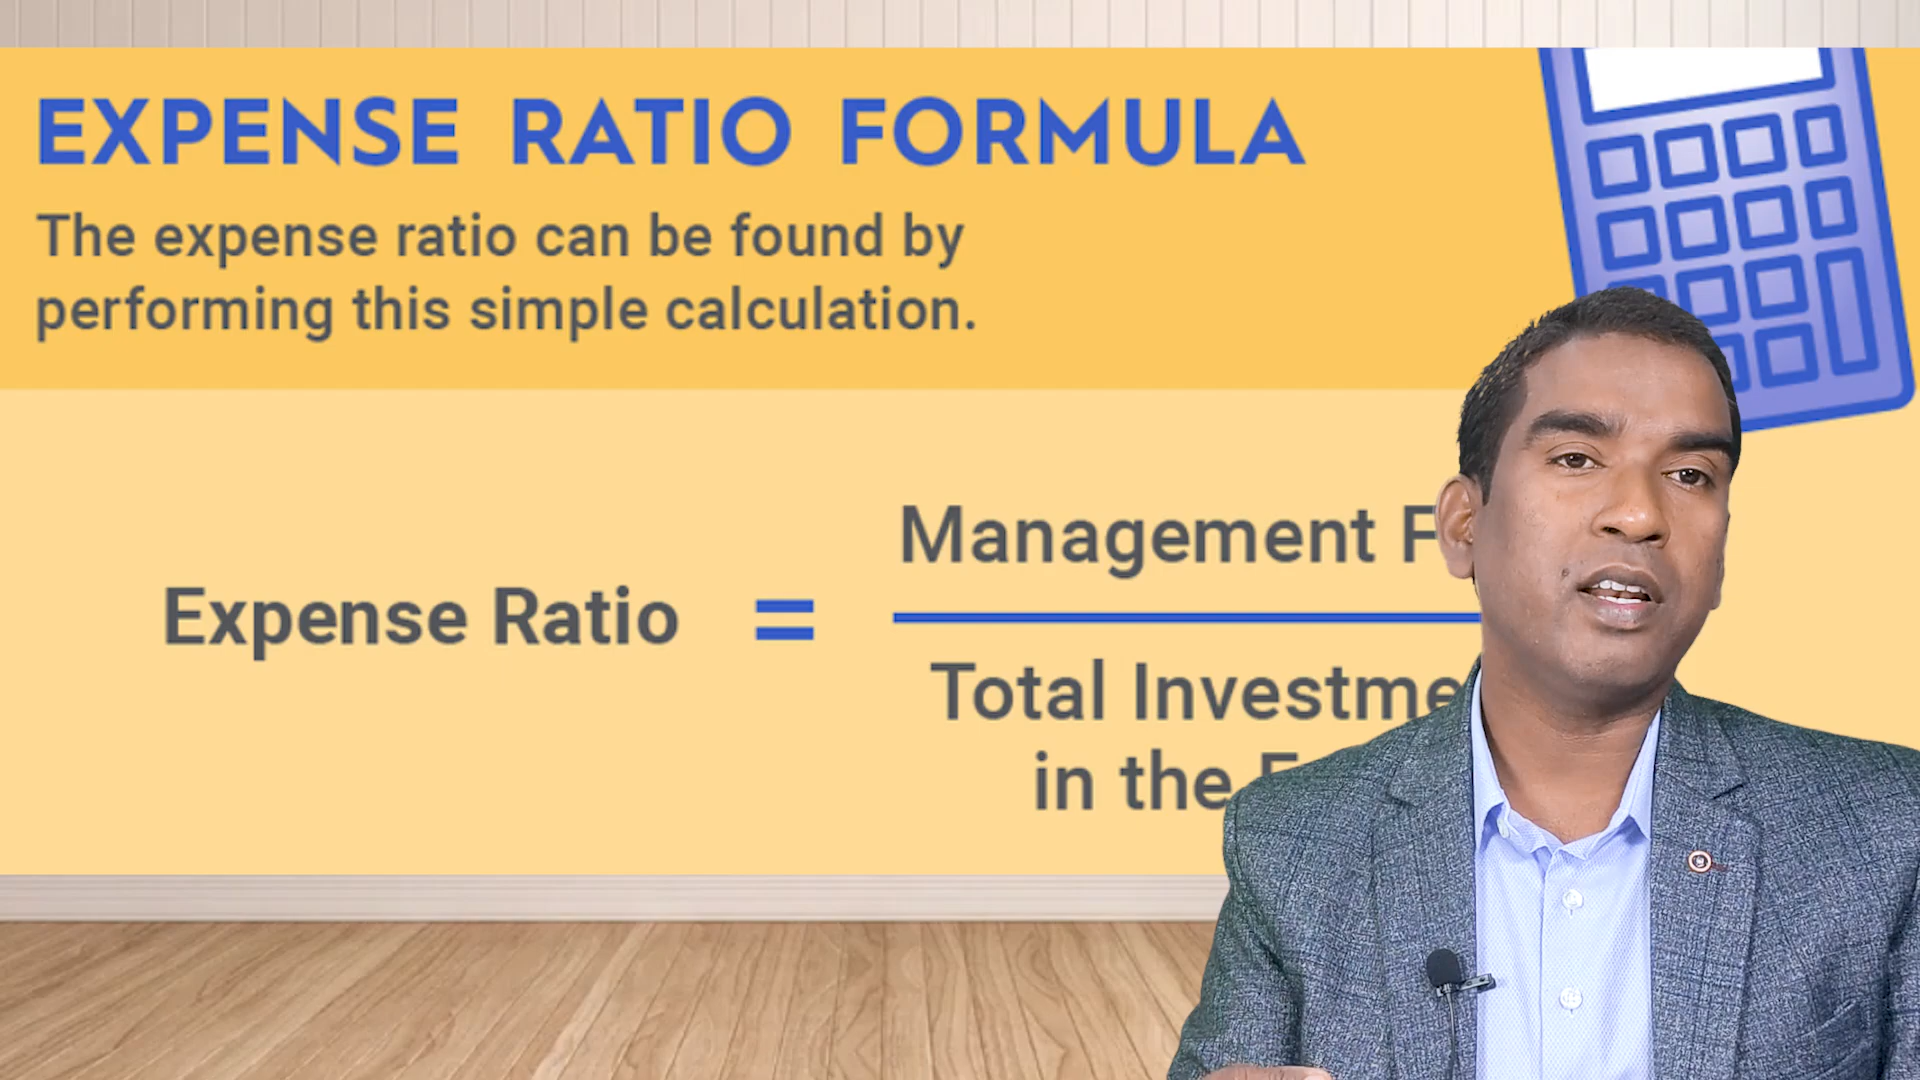 EXPENSE RATIO FORMULA
The expense ratio can be found by
performing this simple calculation.
Management
Expense Ratio =
Total
in the